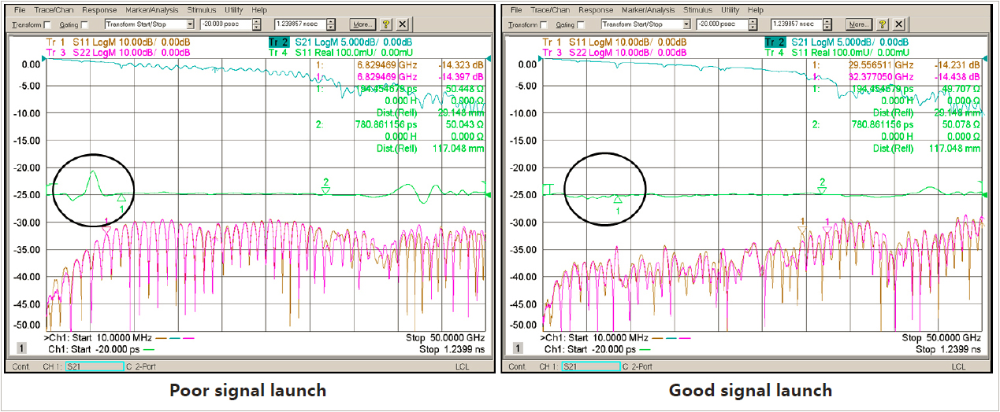 File Trace/Chan Response Marker/Analysis Stimulus Utility Help
Transform Gating Transform Start/Stop -20.000 psec 1.239857 nsec More... ? X
Tr 1 S11 LogM 10.00dB/ 0.00dB Tr 2 S21 LogM 5.000dB/ 0.00dB
Tr 3 S22 LogM 10.00dB/ 0.00dB Tr 4 S11 Real 100.0mU/ 0.00mU
0.00 1: 6.829469 GHz -14.323 dB
1: 6.829469 GHz -14.397 dB
-5.00 1: 194.454679 ps 50.448 Ω
0.000 H 0.000 Ω
-10.00 Dist.(Refl) 29.148 mm
2: 780.861156 ps 50.043 Ω
0.000 H 0.000 Ω
-15.00 Dist.(Refl) 117.048 mm
-20.00
2
-25.00
1
-30.00
1
-35.00
-40.00
-45.00
-50.00
>Ch1: Start 10.0000 MHz Stop 50.0000 GHz
1 Ch1: Start -20.000 ps Stop 1.2399 ns
Cont. CH 1: S21 C 2-Port LCL
Poor signal launch
File Trace/Chan Response Marker/Analysis Stimulus Utility Help
Transform Gating Transform Start/Stop -20.000 psec 1.239857 nsec More... ? X
Tr 1 S11 LogM 10.00dB/ 0.00dB Tr 2 S21 LogM 5.000dB/ 0.00dB
Tr 3 S22 LogM 10.00dB/ 0.00dB Tr 4 S11 Real 100.0mU/ 0.00mU
0.00 1: 29.556511 GHz -14.231 dB
1: 32.377050 GHz -14.438 dB
-5.00 1: 194.454679 ps 49.707 Ω
0.000 H 0.000 Ω
-10.00 Dist.(Refl) 29.148 mm
2: 780.861156 ps 50.078 Ω
0.000 H 0.000 Ω
-15.00 Dist.(Refl) 117.048 mm
-20.00
2
-25.00
1
-30.00
1 1
-35.00
-40.00
-45.00
-50.00
>Ch1: Start 10.0000 MHz Stop 50.0000 GHz
1 Ch1: Start -20.000 ps Stop 1.2399 ns
Cont. CH 1: S21 C 2-Port LCL
Good signal launch